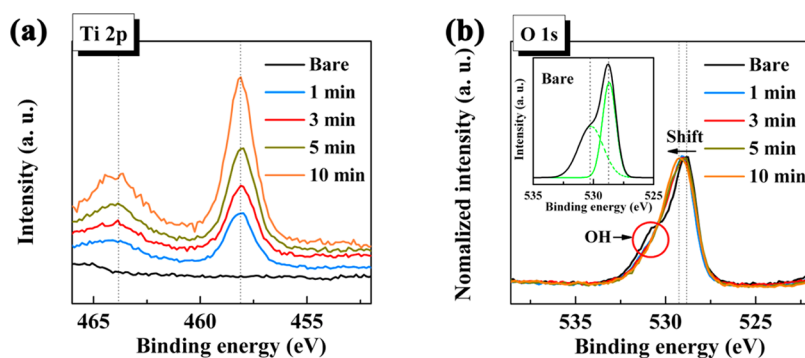 (a)
Ti 2p
Bare
1 min
3 min
5 min
10 min
Intensity (a. u.)
465
460
455
Binding energy (eV)
(b)
O 1s
Bare
Intensity (a. u.)
535
530
525
Binding energy (eV)
Bare
1 min
3 min
5 min
10 min
Shift
OH
Nomalized intensity (a. u.)
535
530
525
Binding energy (eV)